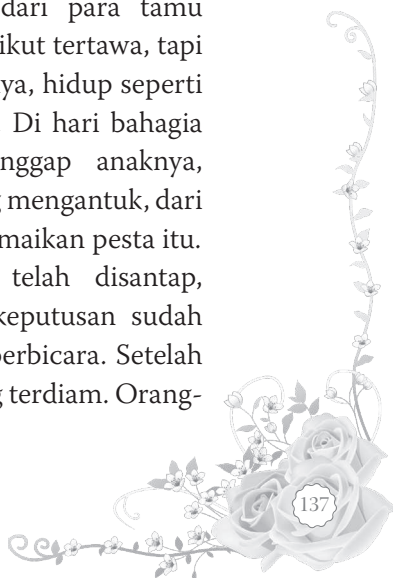 dari para tamu
ikut tertawa, tapi
ya, hidup seperti
Di hari bahagia
nggap anaknya,
mengantuk, dari
maikan pesta itu.
telah disantap,
keputusan sudah
berbicara. Setelah
g terdiam. Orang-
137